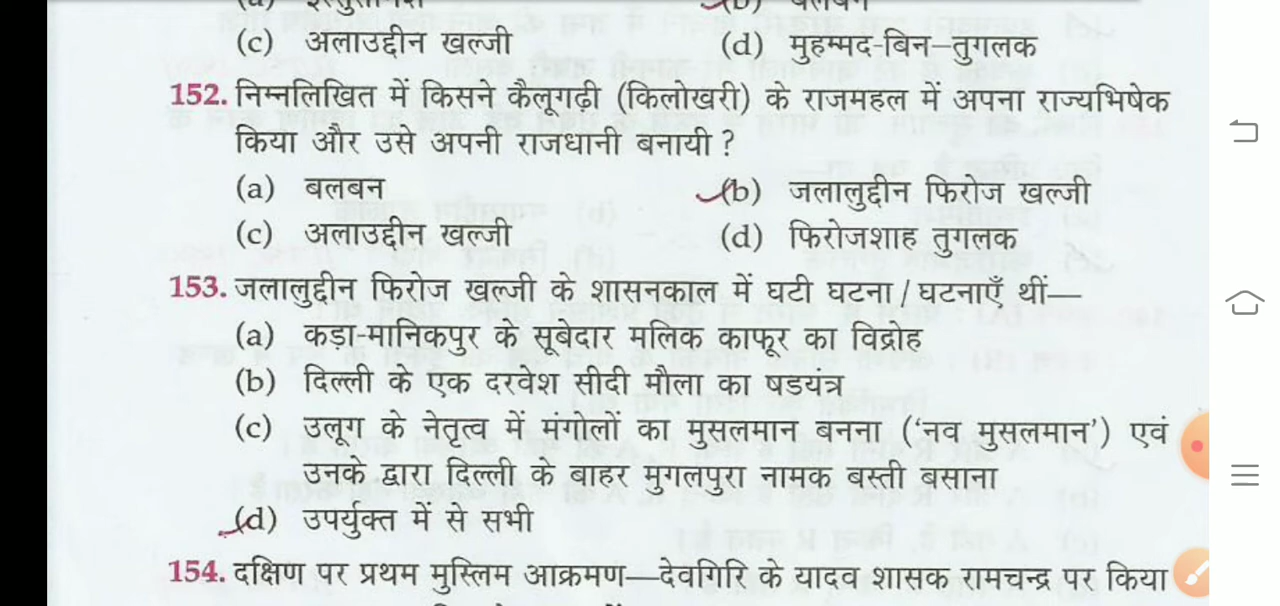 (c) अलाउद्दीन खल्जी (d) मुहम्मद-बिन-तुगलक
152. निम्नलिखित में किसने कैलूगढ़ी (किलोखरी) के राजमहल में अपना राज्यभिषेक
किया और उसे अपनी राजधानी बनायी ?
(a) बलबन (b) जलालुद्दीन फिरोज खल्जी
(c) अलाउद्दीन खल्जी (d) फिरोजशाह तुगलक
153. जलालुद्दीन फिरोज खल्जी के शासनकाल में घटी घटना / घटनाएँ थीं—
(a) कड़ा-मानिकपुर के सूबेदार मलिक काफूर का विद्रोह
(b) दिल्ली के एक दरवेश सीदी मौला का षडयंत्र
(c) उलूग के नेतृत्व में मंगोलों का मुसलमान बनना (‘नव मुसलमान’) एवं
उनके द्वारा दिल्ली के बाहर मुगलपुरा नामक बस्ती बसाना
(d) उपर्युक्त में से सभी
154. दक्षिण पर प्रथम मुस्लिम आक्रमण—देवगिरि के यादव शासक रामचन्द्र पर किया